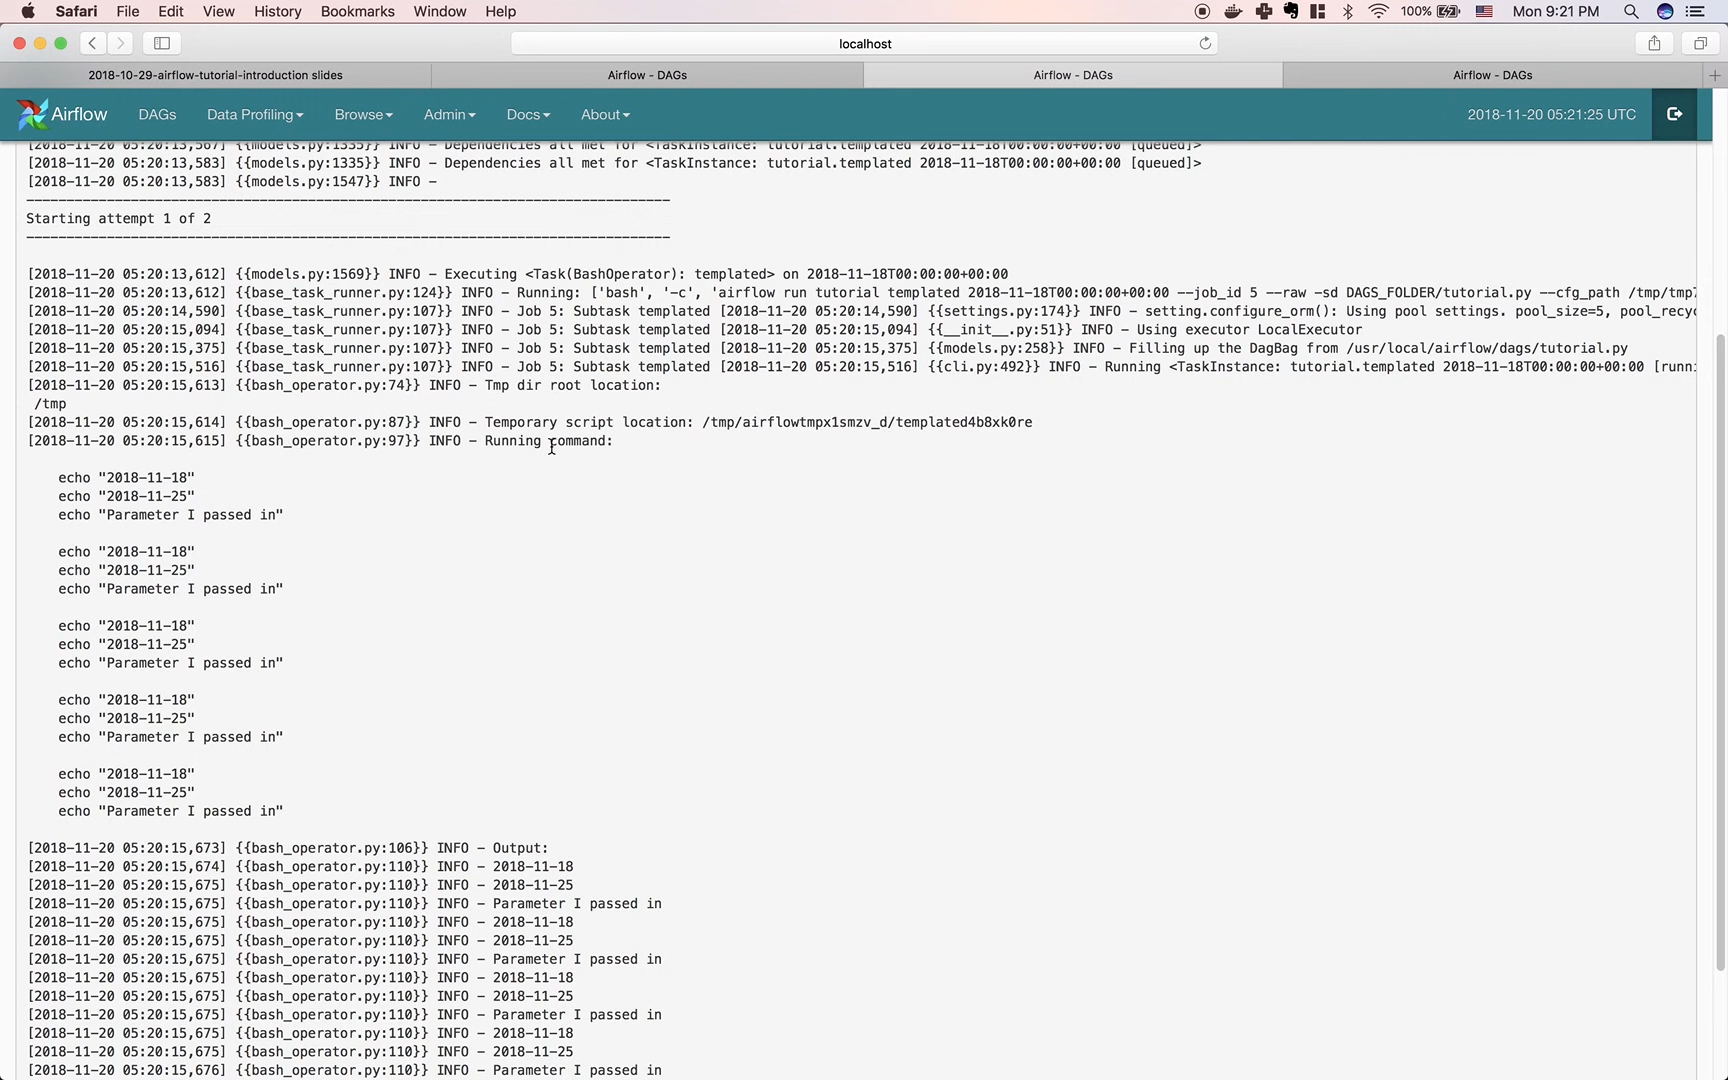 Safari File Edit View History Bookmarks Window Help 100% Mon 9:21 PM
localhost
2018-10-29-airflow-tutorial-introduction slides Airflow - DAGs Airflow - DAGs Airflow - DAGs
Airflow DAGs Data Profiling Browse Admin Docs About 2018-11-20 05:21:25 UTC
[2018-11-20 05:20:13,567] {{models.py:1335}} INFO - Dependencies all met for <TaskInstance: tutorial.templated 2018-11-18T00:00:00+00:00 [queued]>
[2018-11-20 05:20:13,583] {{models.py:1335}} INFO - Dependencies all met for <TaskInstance: tutorial.templated 2018-11-18T00:00:00+00:00 [queued]>
[2018-11-20 05:20:13,583] {{models.py:1547}} INFO -
--------------------------------------------------------------------------------
Starting attempt 1 of 2
--------------------------------------------------------------------------------
[2018-11-20 05:20:13,612] {{models.py:1569}} INFO - Executing <Task(BashOperator): templated> on 2018-11-18T00:00:00+00:00
[2018-11-20 05:20:13,612] {{base_task_runner.py:124}} INFO - Running: ['bash', '-c', 'airflow run tutorial templated 2018-11-18T00:00:00+00:00 --job_id 5 --raw -sd DAGS_FOLDER/tutorial.py --cfg_path /tmp/tmp7
[2018-11-20 05:20:14,590] {{base_task_runner.py:107}} INFO - Job 5: Subtask templated [2018-11-20 05:20:14,590] {{settings.py:174}} INFO - setting.configure_orm(): Using pool settings. pool_size=5, pool_recyc
[2018-11-20 05:20:15,094] {{base_task_runner.py:107}} INFO - Job 5: Subtask templated [2018-11-20 05:20:15,094] {{__init__.py:51}} INFO - Using executor LocalExecutor
[2018-11-20 05:20:15,375] {{base_task_runner.py:107}} INFO - Job 5: Subtask templated [2018-11-20 05:20:15,375] {{models.py:258}} INFO - Filling up the DagBag from /usr/local/airflow/dags/tutorial.py
[2018-11-20 05:20:15,516] {{base_task_runner.py:107}} INFO - Job 5: Subtask templated [2018-11-20 05:20:15,516] {{cli.py:492}} INFO - Running <TaskInstance: tutorial.templated 2018-11-18T00:00:00+00:00 [runni
[2018-11-20 05:20:15,613] {{bash_operator.py:74}} INFO - Tmp dir root location:
/tmp
[2018-11-20 05:20:15,614] {{bash_operator.py:87}} INFO - Temporary script location: /tmp/airflowtmpx1smzv_d/templated4b8xk0re
[2018-11-20 05:20:15,615] {{bash_operator.py:97}} INFO - Running command:
echo "2018-11-18"
echo "2018-11-25"
echo "Parameter I passed in"
echo "2018-11-18"
echo "2018-11-25"
echo "Parameter I passed in"
echo "2018-11-18"
echo "2018-11-25"
echo "Parameter I passed in"
echo "2018-11-18"
echo "2018-11-25"
echo "Parameter I passed in"
echo "2018-11-18"
echo "2018-11-25"
echo "Parameter I passed in"
[2018-11-20 05:20:15,673] {{bash_operator.py:106}} INFO - Output:
[2018-11-20 05:20:15,674] {{bash_operator.py:110}} INFO - 2018-11-18
[2018-11-20 05:20:15,675] {{bash_operator.py:110}} INFO - 2018-11-25
[2018-11-20 05:20:15,675] {{bash_operator.py:110}} INFO - Parameter I passed in
[2018-11-20 05:20:15,675] {{bash_operator.py:110}} INFO - 2018-11-18
[2018-11-20 05:20:15,675] {{bash_operator.py:110}} INFO - 2018-11-25
[2018-11-20 05:20:15,675] {{bash_operator.py:110}} INFO - Parameter I passed in
[2018-11-20 05:20:15,675] {{bash_operator.py:110}} INFO - 2018-11-18
[2018-11-20 05:20:15,675] {{bash_operator.py:110}} INFO - 2018-11-25
[2018-11-20 05:20:15,675] {{bash_operator.py:110}} INFO - Parameter I passed in
[2018-11-20 05:20:15,675] {{bash_operator.py:110}} INFO - 2018-11-18
[2018-11-20 05:20:15,675] {{bash_operator.py:110}} INFO - 2018-11-25
[2018-11-20 05:20:15,676] {{bash_operator.py:110}} INFO - Parameter I passed in